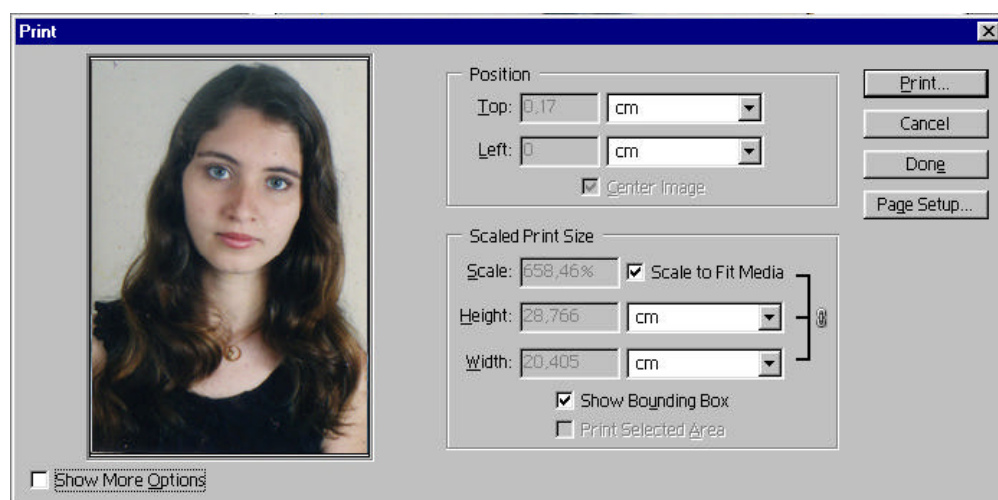 Print
Position
Top: 0,17 cm
Left: 0 cm
Center Image
Scaled Print Size
Scale: 658,46% Scale to Fit Media
Height: 28,766 cm
Width: 20,405 cm
Show Bounding Box
Print Selected Area
Show More Options
Print...
Cancel
Done
Page Setup...